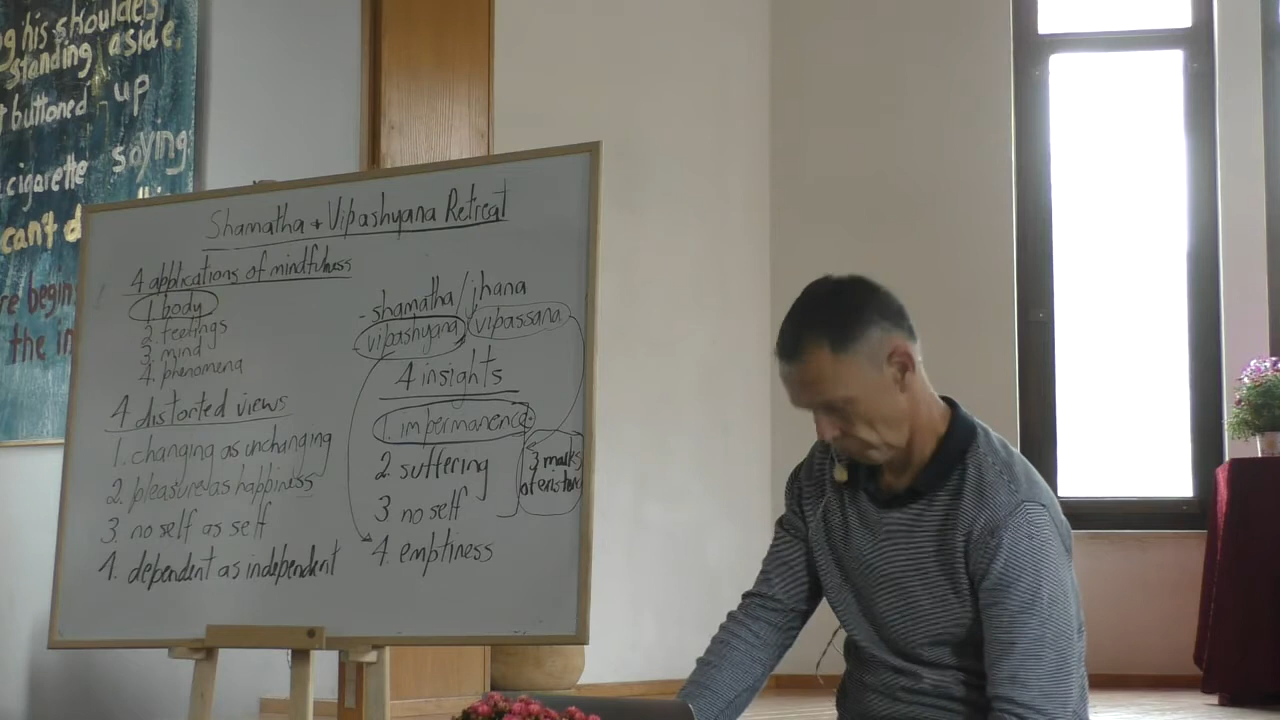 g his shoulders
standing aside,
buttoned up
cigarette saying
can't d
re begin
the in
Shamatha + Vipashyana Retreat
4 applications of mindfulness
1. body
2. feelings
3. mind
4. phenomena
4 distorted views
1. changing as unchanging
2. pleasure as happiness
3. no self as self
4. dependent as independent
- shamatha/jhana
vipashyana vipassana
4 insights
1. impermanence
2. suffering
3 no self
4. emptiness
3 marks
of existence